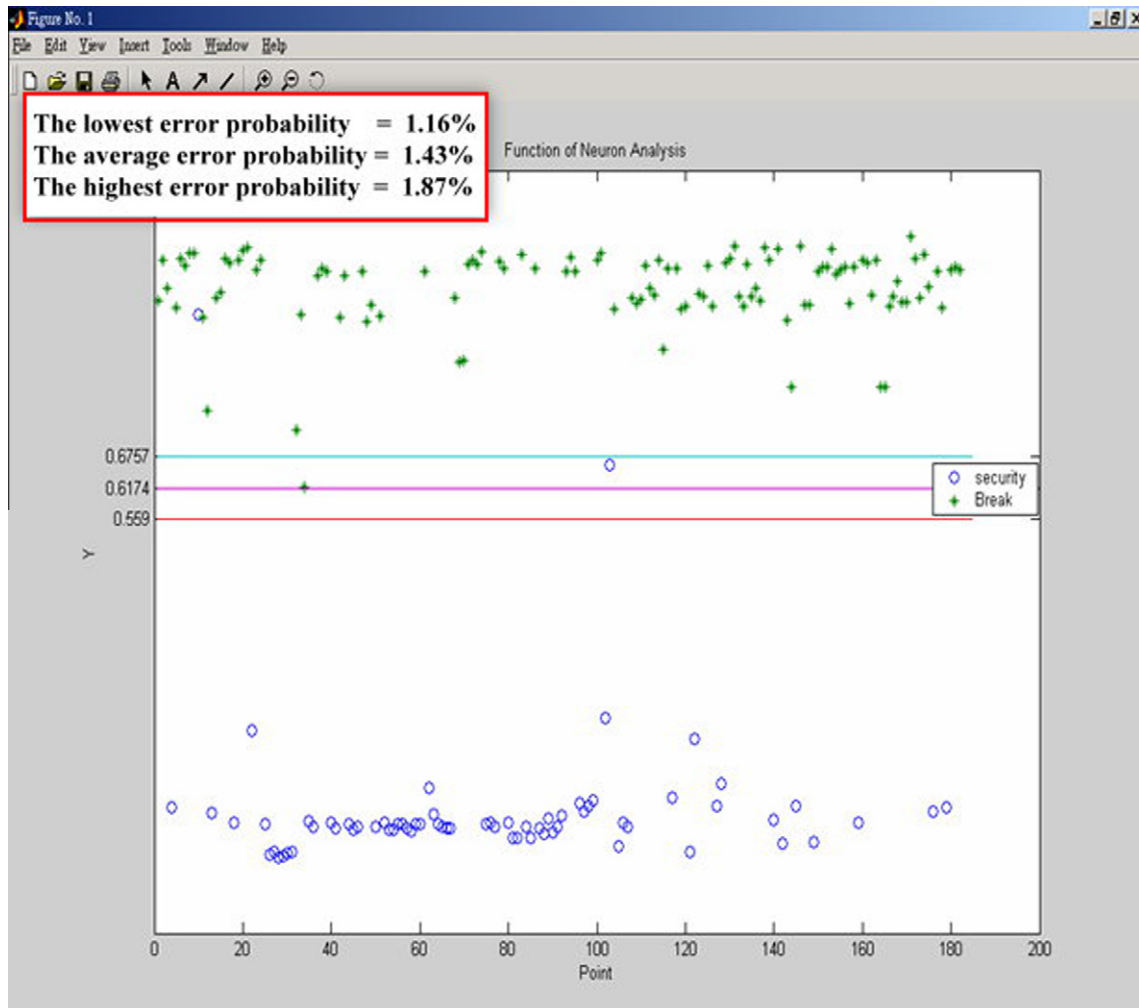 Figure No. 1
File Edit View Insert Tools Window Help
The lowest error probability = 1.16%
The average error probability = 1.43%
The highest error probability = 1.87%
Function of Neuron Analysis
0.6757
0.6174
0.559
Y
security
Break
0 20 40 60 80 100 120 140 160 180 200
Point